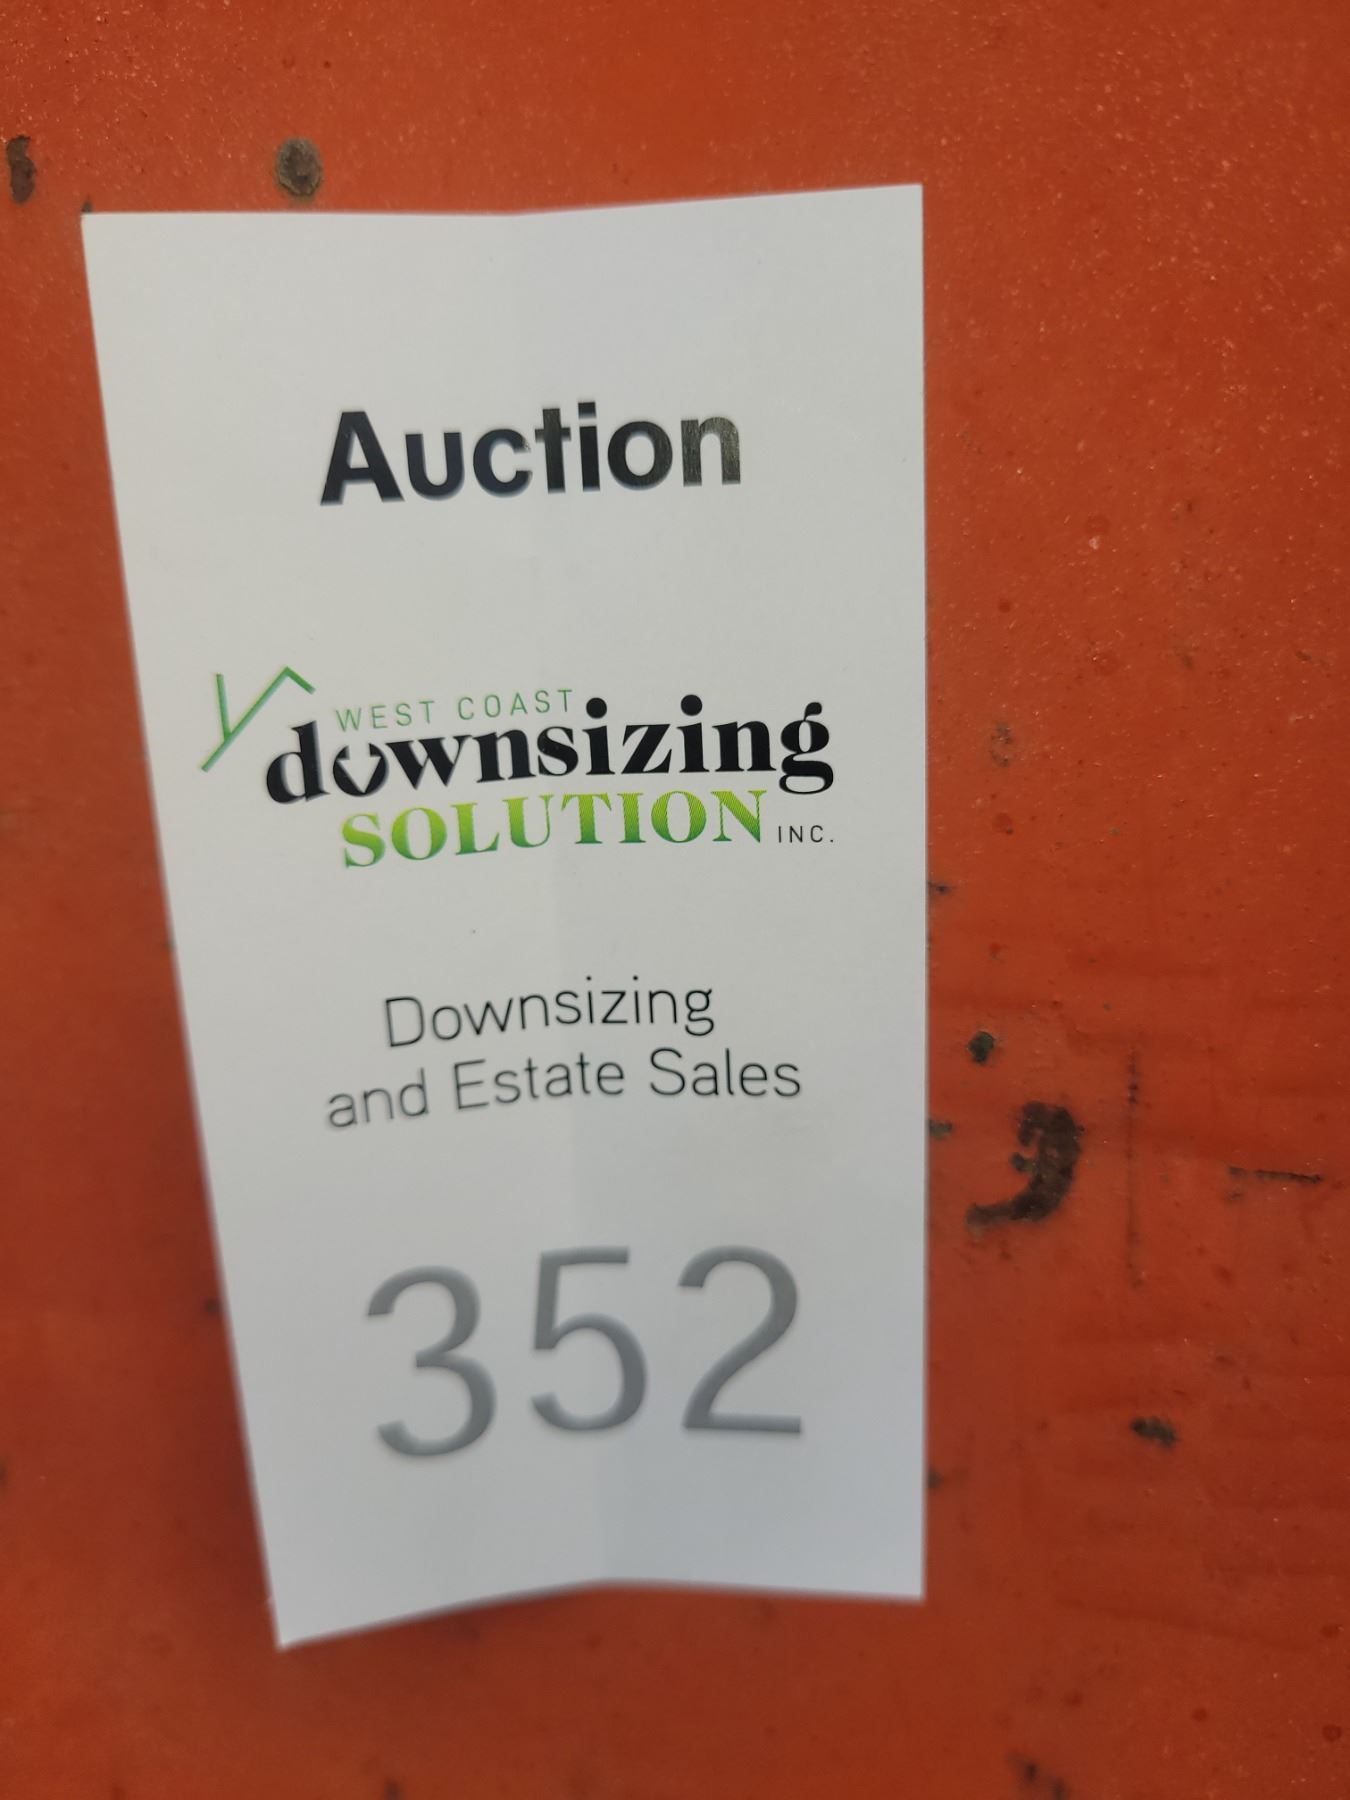 Auction
WEST COAST
downsizing
SOLUTION INC.
Downsizing
and Estate Sales
352